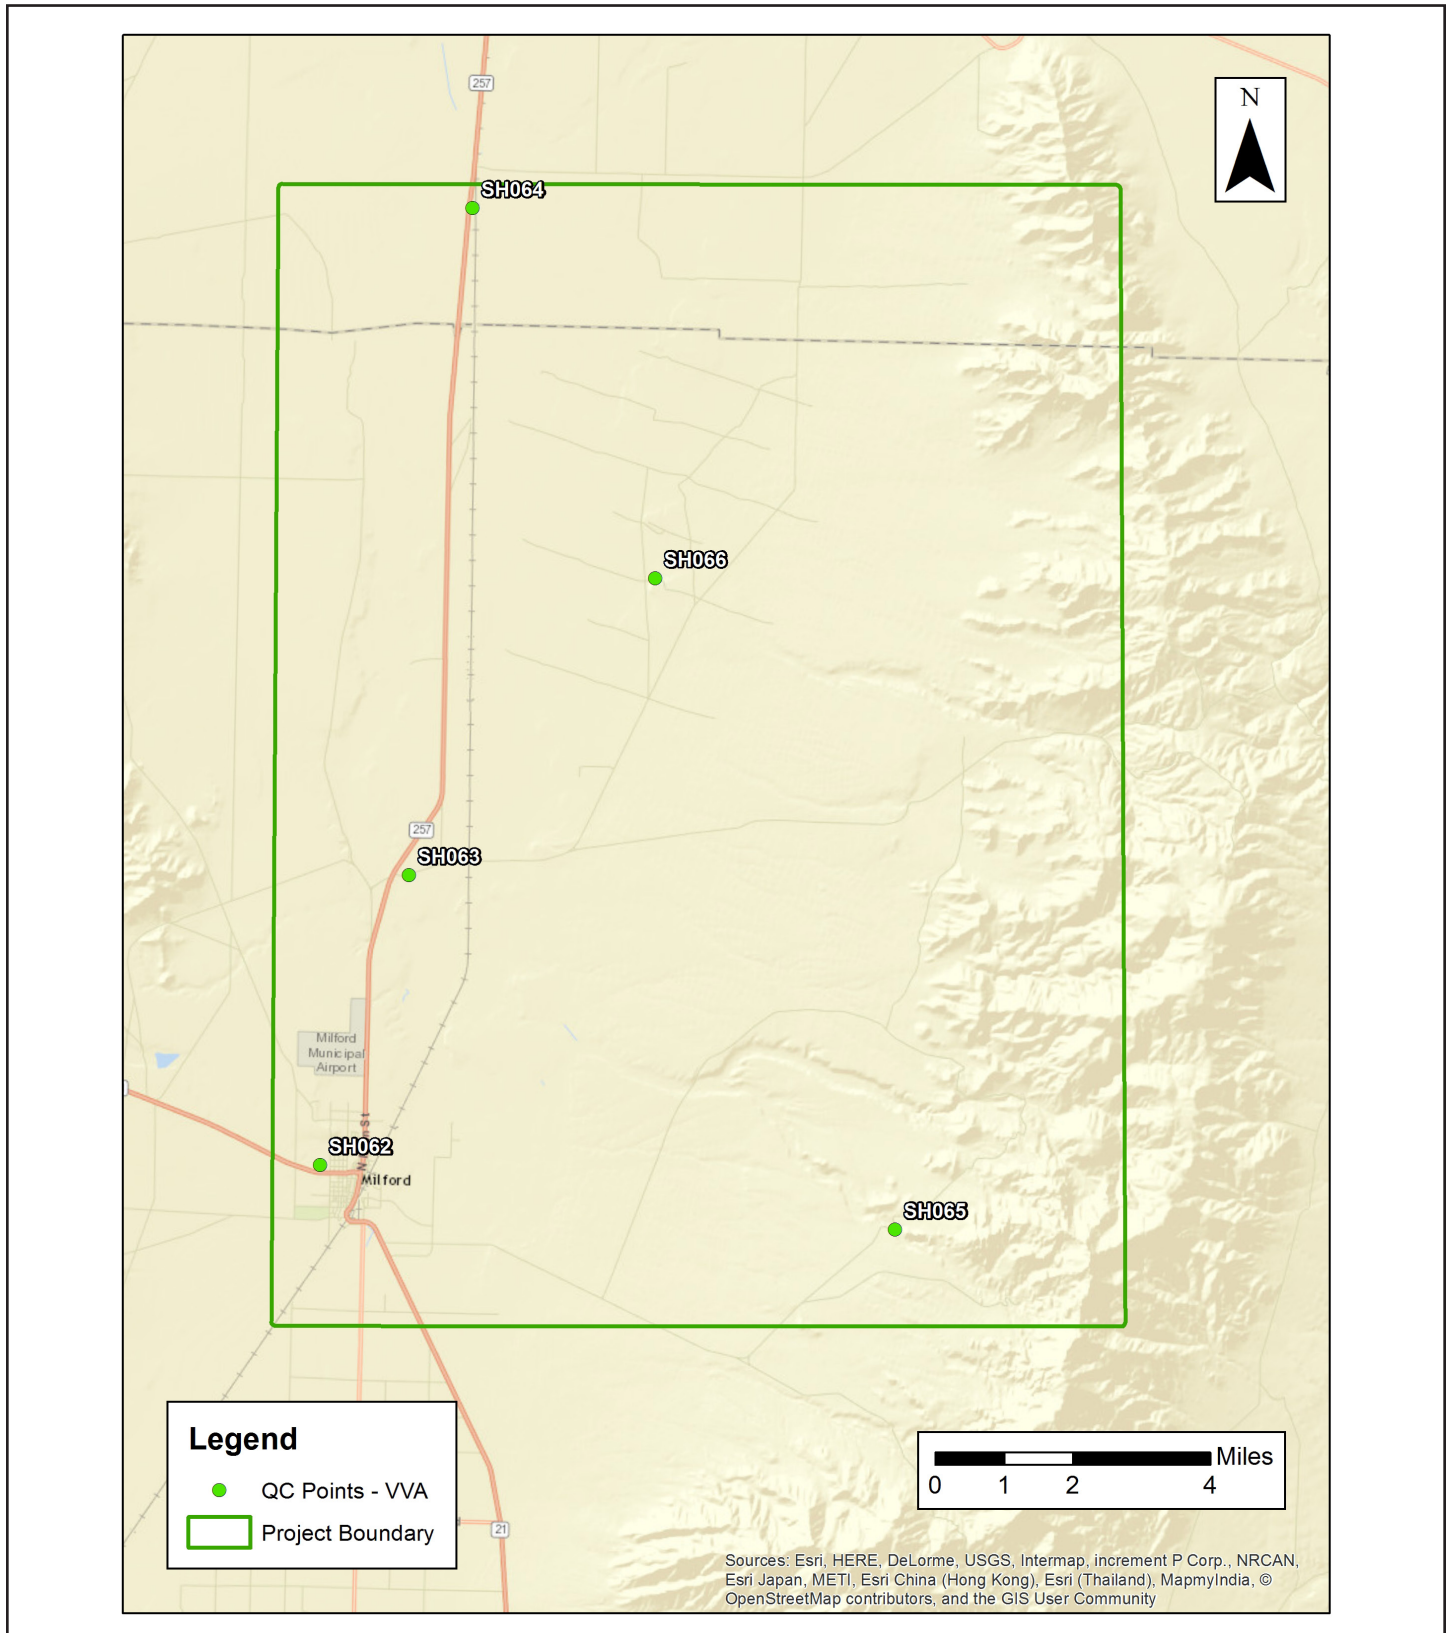 257
N
SH064
SH066
257
SH063
Milford
Municipal
Airport
SH062
Milford
SH065
Legend
QC Points - VVA
Project Boundary
Miles
0 1 2 4
21
Sources: Esri, HERE, DeLorme, USGS, Intermap, increment P Corp., NRCAN,
Esri Japan, METI, Esri China (Hong Kong), Esri (Thailand), MapmyIndia, ©
OpenStreetMap contributors, and the GIS User Community